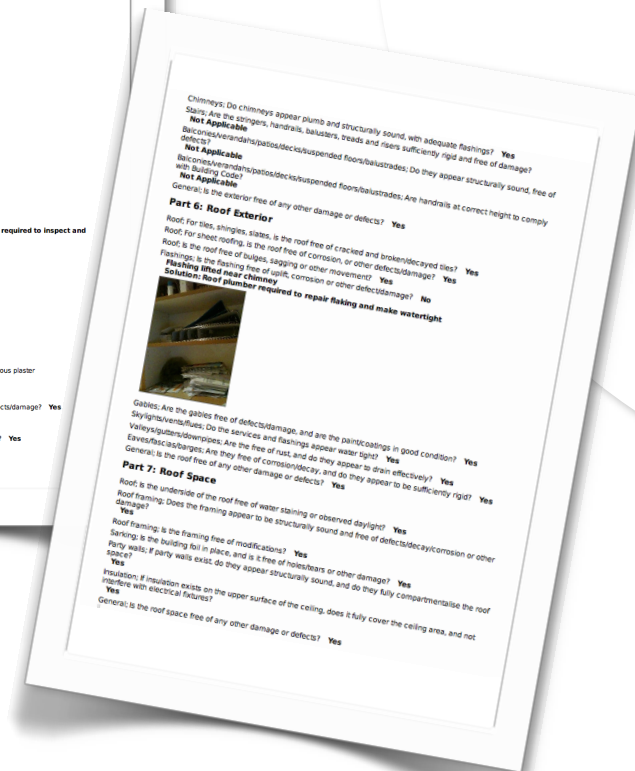 required to inspect and
ous plaster
cts/damage? Yes
? Yes
Chimneys; Do chimneys appear plumb and structurally sound, with adequate flashings? Yes
Stairs; Are the stringers, handrails, balusters, treads and risers sufficiently rigid and free of damage?
Not Applicable
Balconies/verandahs/patios/decks/suspended floors/balustrades; Do they appear structurally sound, free of
defects?
Not Applicable
Balconies/verandahs/patios/decks/suspended floors/balustrades; Are handrails at correct height to comply
with Building Code?
Not Applicable
General; Is the exterior free of any other damage or defects? Yes
Part 6: Roof Exterior
Roof; For tiles, shingles, slates, is the roof free of cracked and broken/decayed tiles? Yes
Roof; For sheet roofing, is the roof free of corrosion, or other defects/damage? Yes
Roof; Is the roof free of bulges, sagging or other movement? Yes
Flashings; Is the flashing free of uplift, corrosion or other defect/damage? No
Flashing lifted near chimney
Solution: Roof plumber required to repair flaking and make watertight
Gables; Are the gables free of defects/damage, and are the paint/coatings in good condition? Yes
Skylights/vents/flues; Do the services and flashings appear water tight? Yes
Valleys/gutters/downpipes; Are the free of rust, and do they appear to drain effectively? Yes
Eaves/fascias/barges; Are they free of corrosion/decay, and do they appear to be sufficiently rigid? Yes
General; Is the roof free of any other damage or defects? Yes
Part 7: Roof Space
Roof; Is the underside of the roof free of water staining or observed daylight? Yes
Roof framing; Does the framing appear to be structurally sound and free of defects/decay/corrosion or other
damage?
Yes
Roof framing; Is the framing free of modifications? Yes
Sarking; Is the building foil in place, and is it free of holes/tears or other damage? Yes
Party walls; If party walls exist, do they appear structurally sound, and do they fully compartmentalise the roof
space?
Yes
Insulation; If insulation exists on the upper surface of the ceiling, does it fully cover the ceiling area, and not
interfere with electrical fixtures?
Yes
General; Is the roof space free of any other damage or defects? Yes